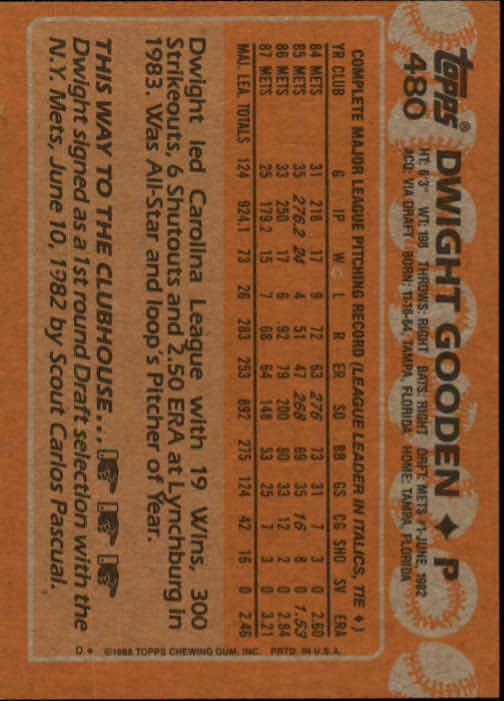 topps®
480
DWIGHT GOODEN ♦ P
HT: 6'3" WT: 198 THROWS: RIGHT BATS: RIGHT DRFT: METS #1-JUNE, 1982
ACQ: VIA DRAFT BORN: 11-16-64, TAMPA, FLORIDA HOME: TAMPA, FLORIDA
COMPLETE MAJOR LEAGUE PITCHING RECORD (LEAGUE LEADER IN ITALICS, TIE ♦)
YR CLUB G IP W L R ER SO BB GS CG SHO SV ERA
84 METS 31 218 17 9 72 63 276 73 31 7 3 0 2.60
85 METS 35 276.2 24 4 51 47 268 69 35 16 8 0 1.53
86 METS 33 250 17 6 92 79 200 80 33 12 2 0 2.84
87 METS 25 179.2 15 7 68 64 148 53 25 7 3 0 3.21
MAJ. LEA. TOTALS 124 924.1 73 26 283 253 892 275 124 42 16 0 2.46
Dwight led Carolina League with 19 Wins, 300
Strikeouts, 6 Shutouts and 2.50 ERA at Lynchburg in
1983. Was All-Star and loop's Pitcher of Year.
THIS WAY TO THE CLUBHOUSE...
Dwight signed as a 1st round Draft selection with the
N.Y. Mets, June 10, 1982 by Scout Carlos Pascual.
D* ©1988 TOPPS CHEWING GUM, INC. PRTD. IN U.S.A.